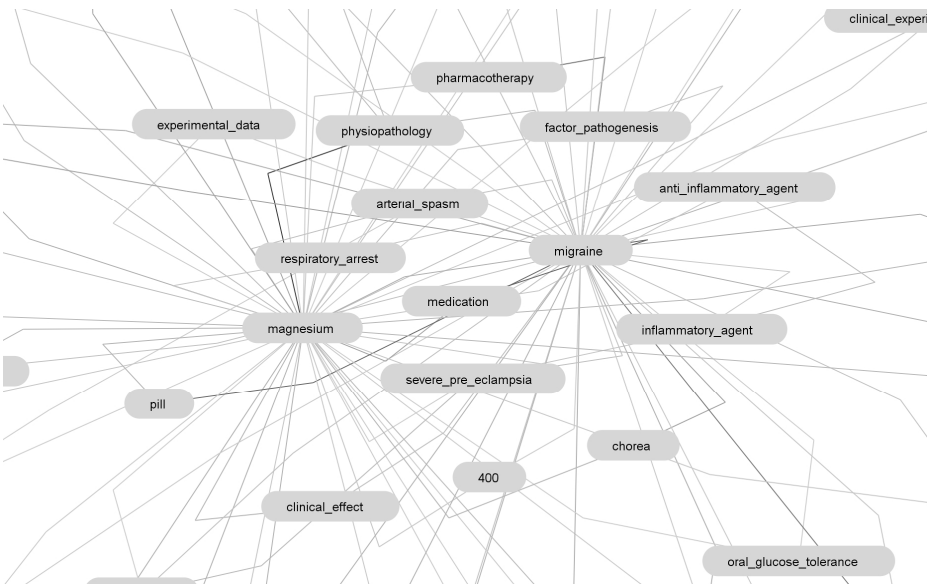 clinical_experi
pharmacotherapy
experimental_data
physiopathology
factor_pathogenesis
anti_inflammatory_agent
arterial_spasm
migraine
respiratory_arrest
medication
magnesium
inflammatory_agent
severe_pre_eclampsia
pill
chorea
400
clinical_effect
oral_glucose_tolerance